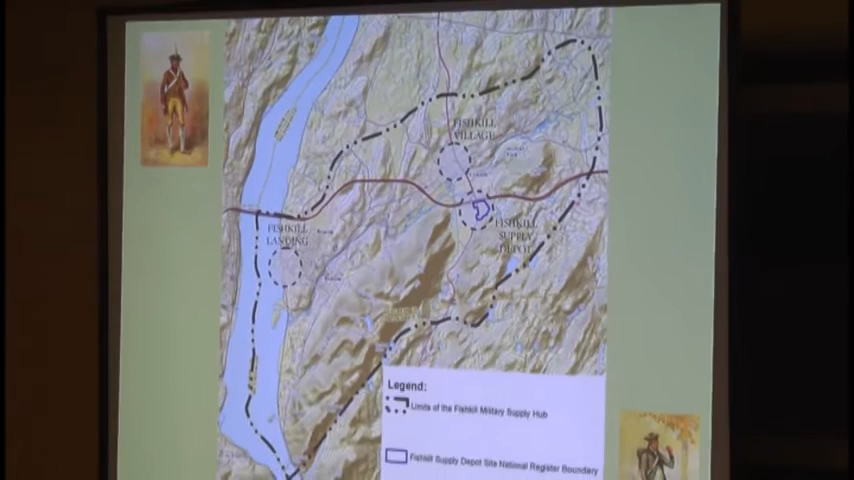 FISHKILL
VILLAGE
FISHKILL
SUPPLY
DEPOT
FISHKILL
LANDING
Legend:
Limits of the Fishkill Military Supply Hub
Fishkill Supply Depot Site National Register Boundary